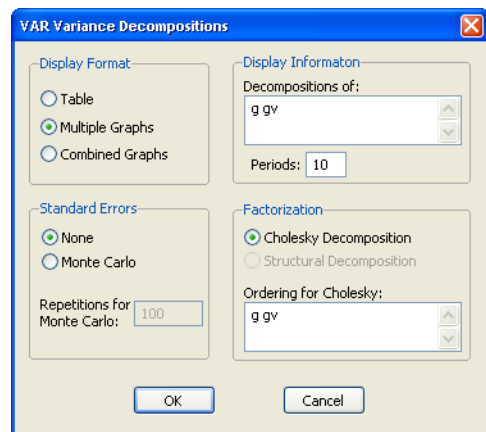 VAR Variance Decompositions
Display Format
Table
Multiple Graphs
Combined Graphs
Display Informaton
Decompositions of:
g gv
Periods: 10
Standard Errors
None
Monte Carlo
Repetitions for
Monte Carlo: 100
Factorization
Cholesky Decomposition
Structural Decomposition
Ordering for Cholesky:
g gv
OK
Cancel